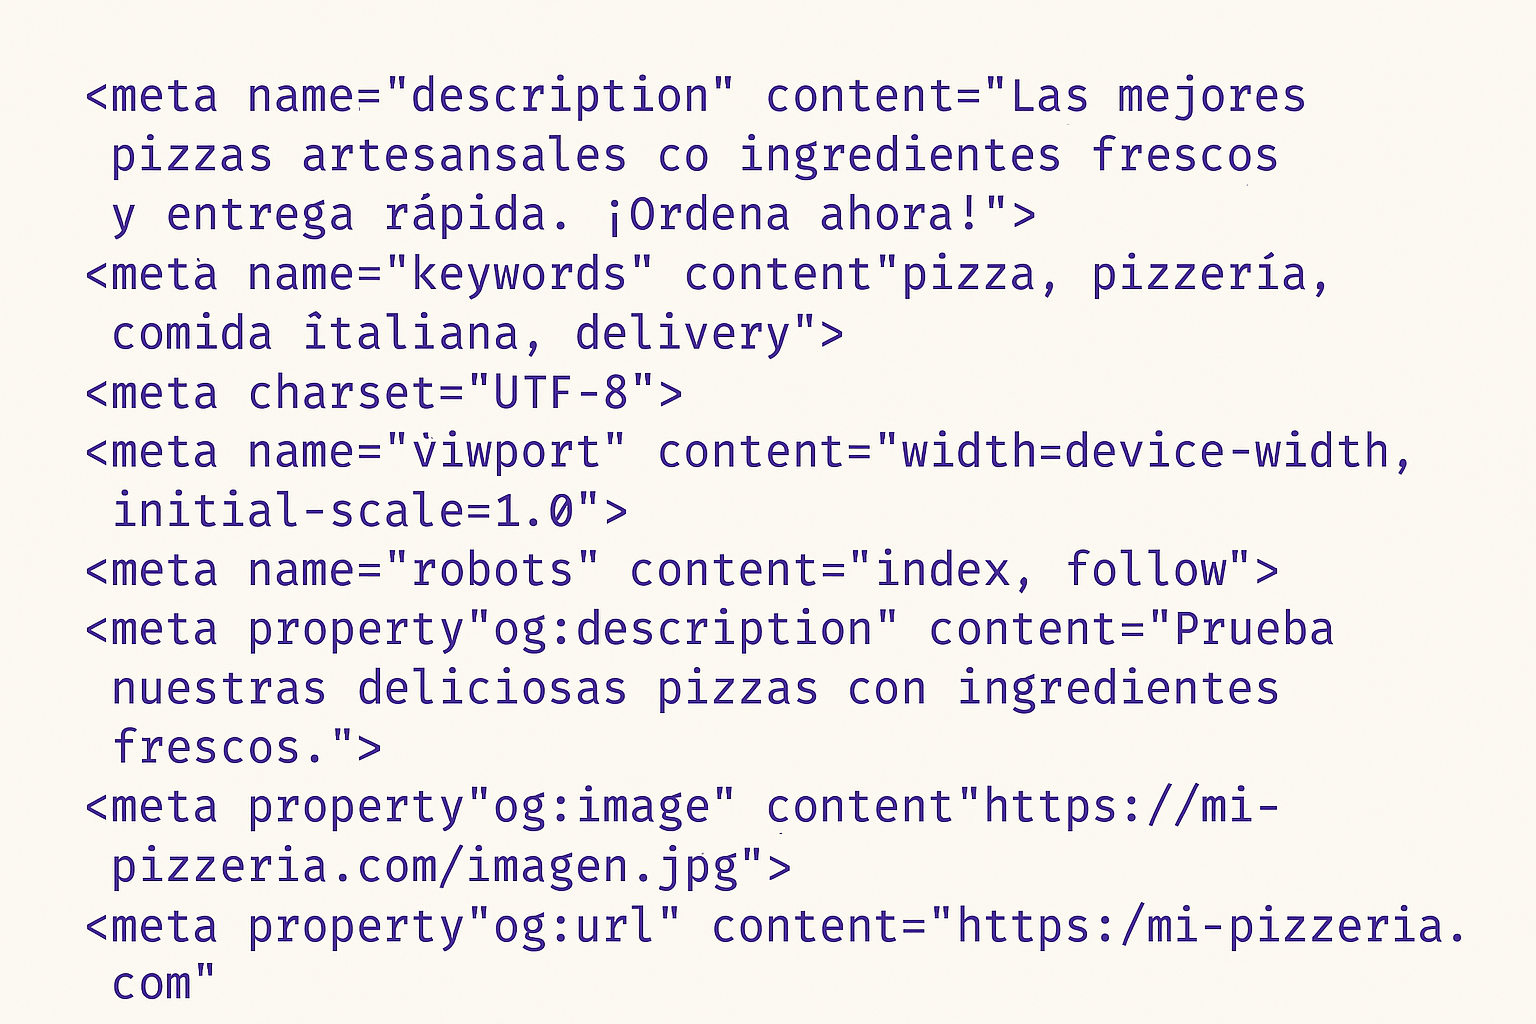 <meta name="description" content="Las mejores
pizzas artesansales co ingredientes frescos
y entrega rápida. ¡Ordena ahora!">
<meta name="keywords" content"pizza, pizzería,
comida îtaliana, delivery">
<meta charset="UTF-8">
<meta name="viwport" content="width=device-width,
initial-scale=1.0">
<meta name="robots" content="index, follow">
<meta property"og:description" content="Prueba
nuestras deliciosas pizzas con ingredientes
frescos.">
<meta property"og:image" content"https://mi-
pizzeria.com/imagen.jpg">
<meta property"og:url" content="https:/mi-pizzeria.
com"